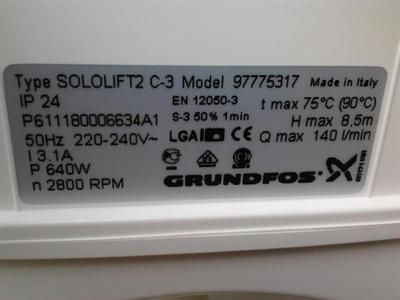 Type SOLOLIFT2 C-3 Model 97775317 Made in Italy
IP 24 EN 12050-3 t max 75°C (90°C)
P611180006634A1 S-3 50% 1min H max 8,5m
50Hz 220-240V~ LGA Q max 140 l/min
I 3.1A
P 640W
n 2800 RPM
GRUNDFOS